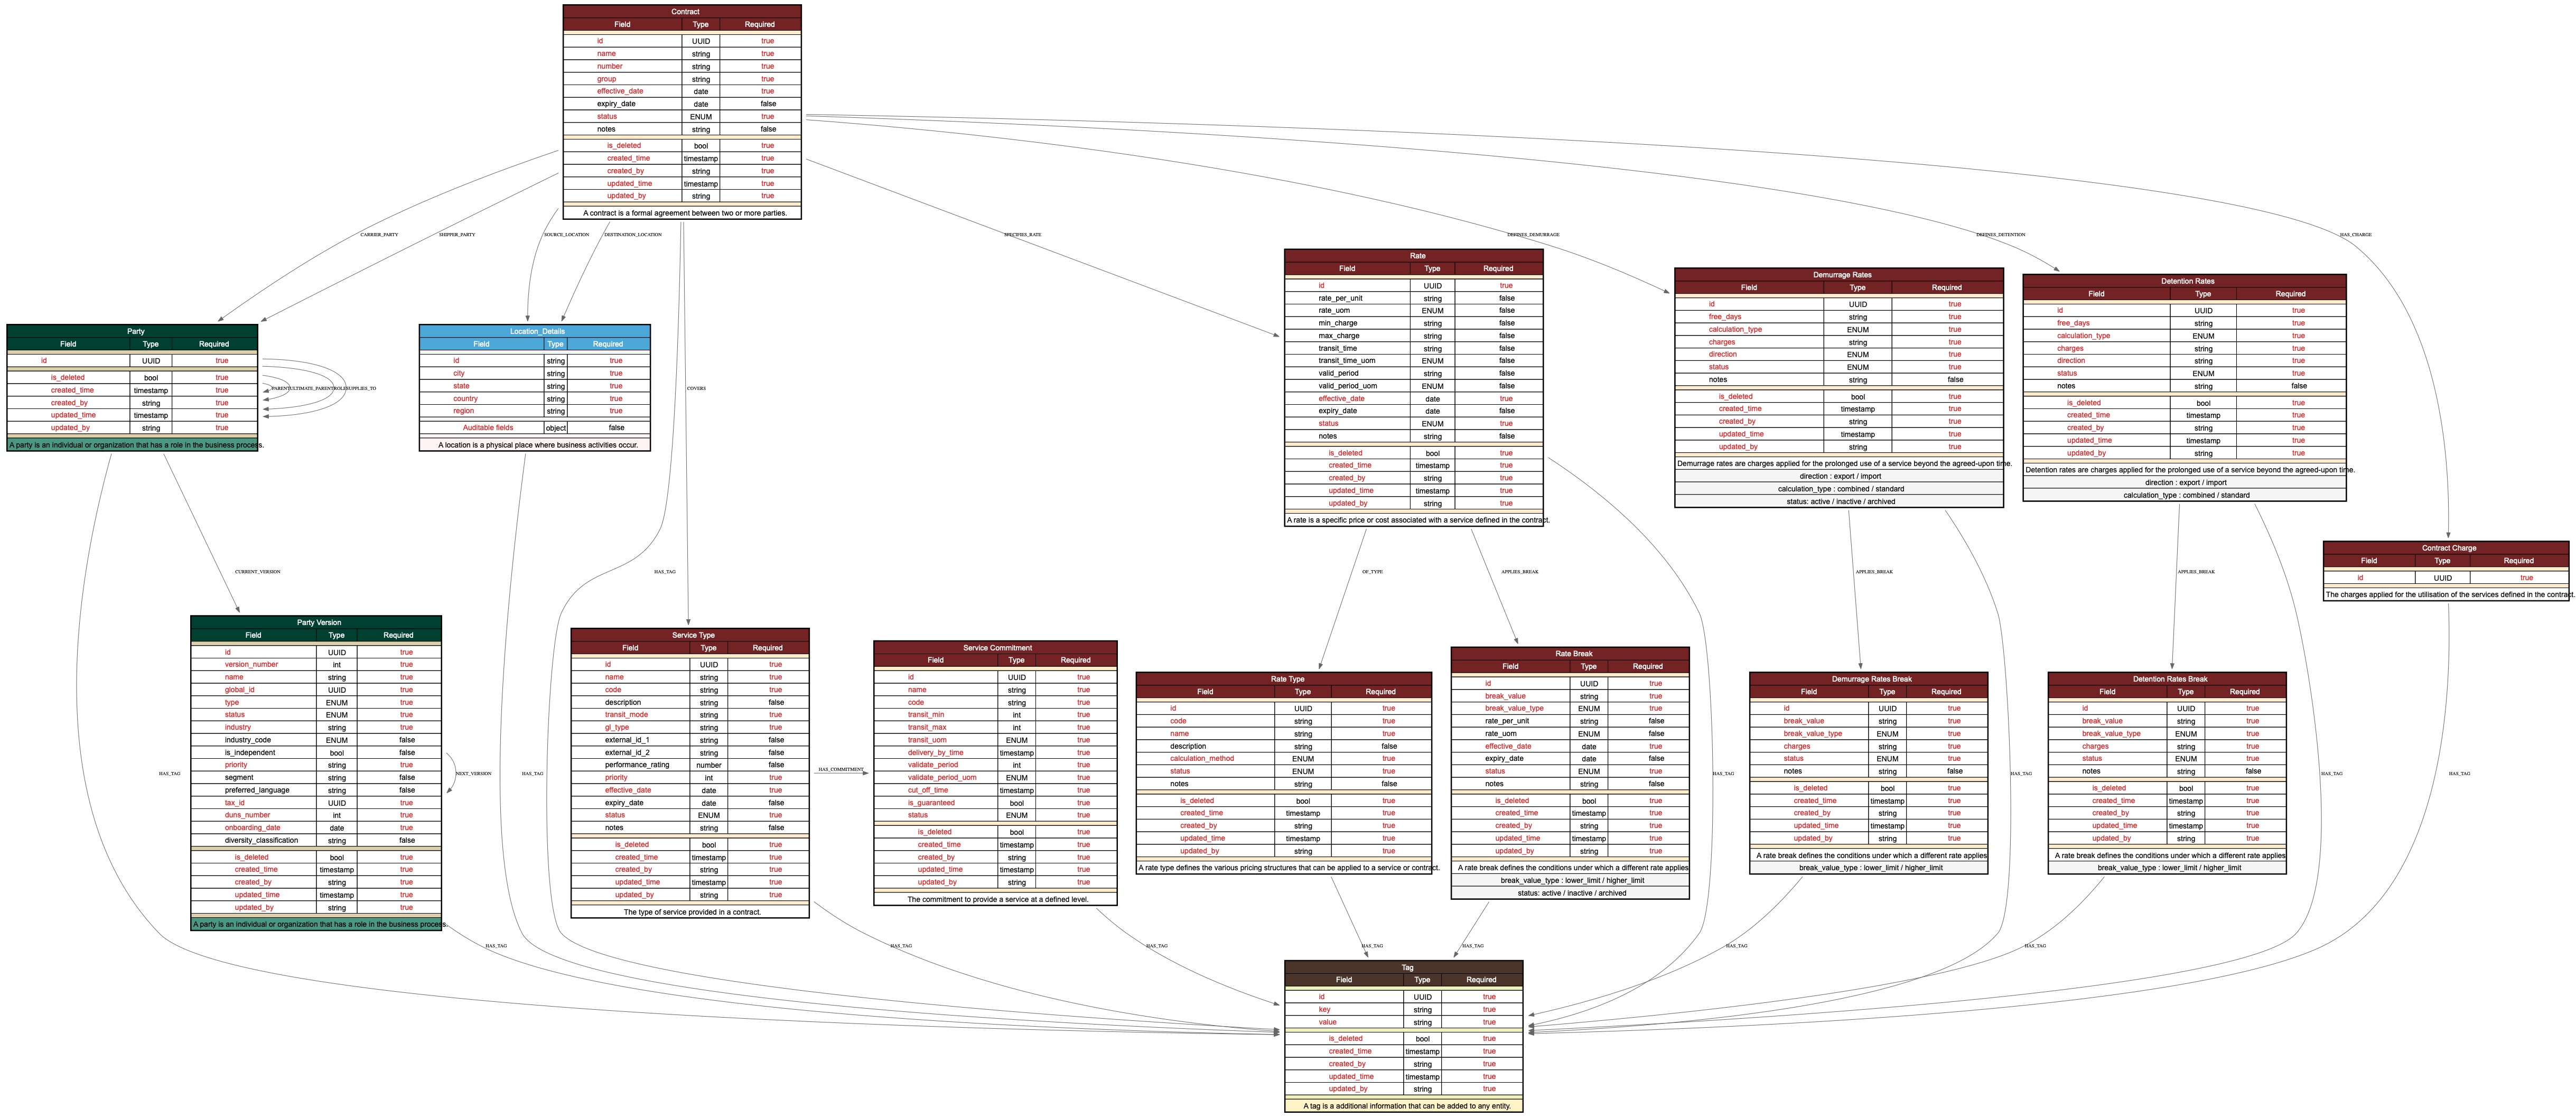 Contract
Field Type Required
id UUID true
name string true
number string true
group string true
effective_date date true
expiry_date date false
status ENUM true
notes string false
is_deleted bool true
created_time timestamp true
created_by string true
updated_time timestamp true
updated_by string true
A contract is a formal agreement between two or more parties.
CARRIER_PARTY
SHIPPER_PARTY
SOURCE_LOCATION
DESTINATION_LOCATION
SPECIFIES_RATE
DEFINES_DEMURRAGE
DEFINES_DETENTION
HAS_CHARGE
Party
Field Type Required
id UUID true
is_deleted bool true
created_time timestamp true
created_by string true
updated_time timestamp true
updated_by string true
A party is an individual or organization that has a role in the business process.
PARENT
ULTIMATE_PARENT
ROLE
SUPPLIES_TO
Location_Details
Field Type Required
id string true
city string true
state string true
country string true
region string true
Auditable fields object false
A location is a physical place where business activities occur.
COVERS
Rate
Field Type Required
id UUID true
rate_per_unit string false
rate_uom ENUM false
min_charge string false
max_charge string false
transit_time string false
transit_time_uom ENUM false
valid_period string false
valid_period_uom ENUM false
effective_date date true
expiry_date date false
status ENUM true
notes string false
is_deleted bool true
created_time timestamp true
created_by string true
updated_time timestamp true
updated_by string true
A rate is a specific price or cost associated with a service defined in the contract.
Demurrage Rates
Field Type Required
id UUID true
free_days string true
calculation_type ENUM true
charges string true
direction ENUM true
status ENUM true
notes string false
is_deleted bool true
created_time timestamp true
created_by string true
updated_time timestamp true
updated_by string true
Demurrage rates are charges applied for the prolonged use of a service beyond the agreed-upon time.
direction : export / import
calculation_type : combined / standard
status: active / inactive / archived
Detention Rates
Field Type Required
id UUID true
free_days string true
calculation_type ENUM true
charges string true
direction string true
status ENUM true
notes string false
is_deleted bool true
created_time timestamp true
created_by string true
updated_time timestamp true
updated_by string true
Detention rates are charges applied for the prolonged use of a service beyond the agreed-upon time.
direction : export / import
calculation_type : combined / standard
Contract Charge
Field Type Required
id UUID true
The charges applied for the utilisation of the services defined in the contract.
CURRENT_VERSION
HAS_TAG
OF_TYPE
APPLIES_BREAK
APPLIES_BREAK
APPLIES_BREAK
Party Version
Field Type Required
id UUID true
version_number int true
name string true
global_id UUID true
type ENUM true
status ENUM true
industry string true
industry_code ENUM false
is_independent bool false
priority string true
segment string false
preferred_language string false
tax_id UUID true
duns_number int true
onboarding_date date true
diversity_classification string false
is_deleted bool true
created_time timestamp true
created_by string true
updated_time timestamp true
updated_by string true
A party is an individual or organization that has a role in the business process.
NEXT_VERSION
Service Type
Field Type Required
id UUID true
name string true
code string true
description string false
transit_mode string true
gl_type string true
external_id_1 string false
external_id_2 string false
performance_rating number false
priority int true
effective_date date true
expiry_date date false
status ENUM true
notes string false
is_deleted bool true
created_time timestamp true
created_by string true
updated_time timestamp true
updated_by string true
The type of service provided in a contract.
HAS_COMMITMENT
Service Commitment
Field Type Required
id UUID true
name string true
code string true
transit_min int true
transit_max int true
transit_uom ENUM true
delivery_by_time timestamp true
validate_period int true
validate_period_uom ENUM true
cut_off_time timestamp true
is_guaranteed bool true
status ENUM true
is_deleted bool true
created_time timestamp true
created_by string true
updated_time timestamp true
updated_by string true
The commitment to provide a service at a defined level.
Rate Type
Field Type Required
id UUID true
code string true
name string true
description string false
calculation_method ENUM true
status ENUM true
notes string false
is_deleted bool true
created_time timestamp true
created_by string true
updated_time timestamp true
updated_by string true
A rate type defines the various pricing structures that can be applied to a service or contract.
Rate Break
Field Type Required
id UUID true
break_value string true
break_value_type ENUM true
rate_per_unit string false
rate_uom ENUM false
effective_date date true
expiry_date date false
status ENUM true
notes string false
is_deleted bool true
created_time timestamp true
created_by string true
updated_time timestamp true
updated_by string true
A rate break defines the conditions under which a different rate applies
break_value_type : lower_limit / higher_limit
status: active / inactive / archived
Demurrage Rates Break
Field Type Required
id UUID true
break_value string true
break_value_type ENUM true
charges string true
status ENUM true
notes string false
is_deleted bool true
created_time timestamp true
created_by string true
updated_time timestamp true
updated_by string true
A rate break defines the conditions under which a different rate applies
break_value_type : lower_limit / higher_limit
Detention Rates Break
Field Type Required
id UUID true
break_value string true
break_value_type ENUM true
charges string true
status ENUM true
notes string false
is_deleted bool true
created_time timestamp true
created_by string true
updated_time timestamp true
updated_by string true
A rate break defines the conditions under which a different rate applies
break_value_type : lower_limit / higher_limit
HAS_TAG
HAS_TAG
HAS_TAG
HAS_TAG
HAS_TAG
HAS_TAG
HAS_TAG
HAS_TAG
HAS_TAG
HAS_TAG
HAS_TAG
HAS_TAG
HAS_TAG
Tag
Field Type Required
id UUID true
key string true
value string true
is_deleted bool true
created_time timestamp true
created_by string true
updated_time timestamp true
updated_by string true
A tag is a additional information that can be added to any entity.